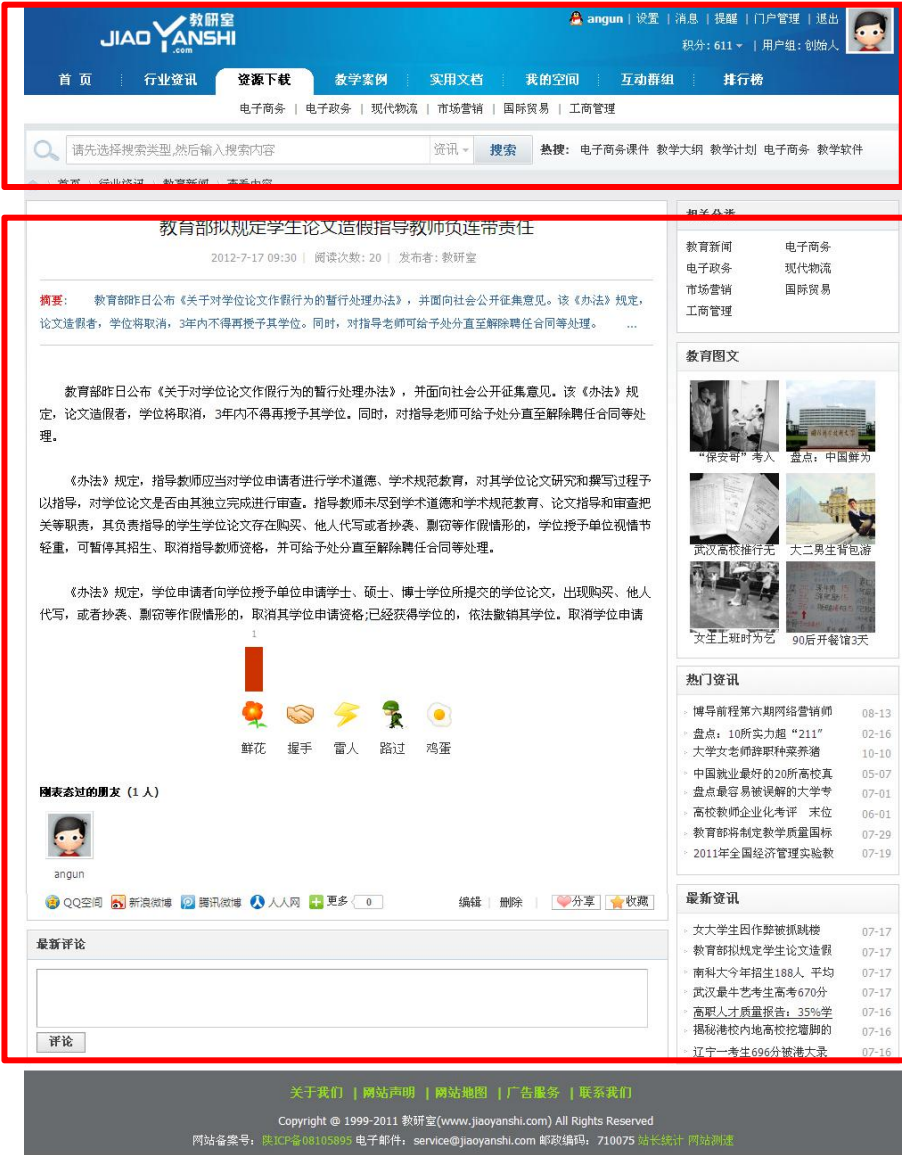 教研室
JIAO YANSHI
.com
angun | 设置 | 消息 | 提醒 | 门户管理 | 退出
积分: 611 | 用户组: 创始人
首 页 行业资讯 资源下载 教学案例 实用文档 我的空间 互动群组 排行榜
电子商务 | 电子政务 | 现代物流 | 市场营销 | 国际贸易 | 工商管理
请先选择搜索类型,然后输入搜索内容 资讯 搜索 热搜: 电子商务课件 教学大纲 教学计划 电子商务 教学软件
首页 行业资讯 教育新闻 查看内容
教育部拟规定学生论文造假指导教师负连带责任
2012-7-17 09:30 | 阅读次数: 20 | 发布者: 教研室
摘要: 教育部昨日公布《关于对学位论文作假行为的暂行处理办法》,并面向社会公开征集意见。该《办法》规定,
论文造假者,学位将取消,3年内不得再授予其学位。同时,对指导老师可给予处分直至解除聘任合同等处理。 ...
教育部昨日公布《关于对学位论文作假行为的暂行处理办法》,并面向社会公开征集意见。该《办法》规
定,论文造假者,学位将取消,3年内不得再授予其学位。同时,对指导老师可给予处分直至解除聘任合同等处
理。
《办法》规定,指导教师应当对学位申请者进行学术道德、学术规范教育,对其学位论文研究和撰写过程予
以指导,对学位论文是否由其独立完成进行审查。指导教师未尽到学术道德和学术规范教育、论文指导和审查把
关等职责,其负责指导的学生学位论文存在购买、他人代写或者抄袭、剽窃等作假情形的,学位授予单位视情节
轻重,可暂停其招生、取消指导教师资格,并可给予处分直至解除聘任合同等处理。
《办法》规定,学位申请者向学位授予单位申请学士、硕士、博士学位所提交的学位论文,出现购买、他人
代写,或者抄袭、剽窃等作假情形的,取消其学位申请资格;已经获得学位的,依法撤销其学位。取消学位申请
1
鲜花 握手 雷人 路过 鸡蛋
刚表态过的朋友 (1 人)
angun
QQ空间 新浪微博 腾讯微博 人人网 更多 0 编辑 | 删除 | 分享 收藏
最新评论
评论
相关分类
教育新闻 电子商务
电子政务 现代物流
市场营销 国际贸易
工商管理
教育图文
“保安哥”考入 盘点: 中国鲜为
武汉高校推行无 大二男生背包游
女生上班时为艺 90后开餐馆3天
热门资讯
博导前程第六期网络营销师 08-13
盘点: 10所实力超“211” 02-16
大学女老师辞职种菜养猪 10-10
中国就业最好的20所高校真 05-07
盘点最容易被误解的大学专 07-01
高校教师企业化考评 末位 06-01
教育部将制定教学质量国标 07-29
2011年全国经济管理实验教 07-19
最新资讯
女大学生因作弊被抓跳楼 07-17
教育部拟规定学生论文造假 07-17
南科大今年招生188人 平均 07-17
武汉最牛艺考生高考670分 07-17
高职人才质量报告: 35%学 07-16
揭秘港校内地高校挖墙脚的 07-16
辽宁一考生696分被港大录 07-16
关于我们 | 网站声明 | 网站地图 | 广告服务 | 联系我们
Copyright @ 1999-2011 教研室(www.jiaoyanshi.com) All Rights Reserved
网站备案号: 陕ICP备08105895 电子邮件: service@jiaoyanshi.com 邮政编码: 710075 站长统计 网站测速